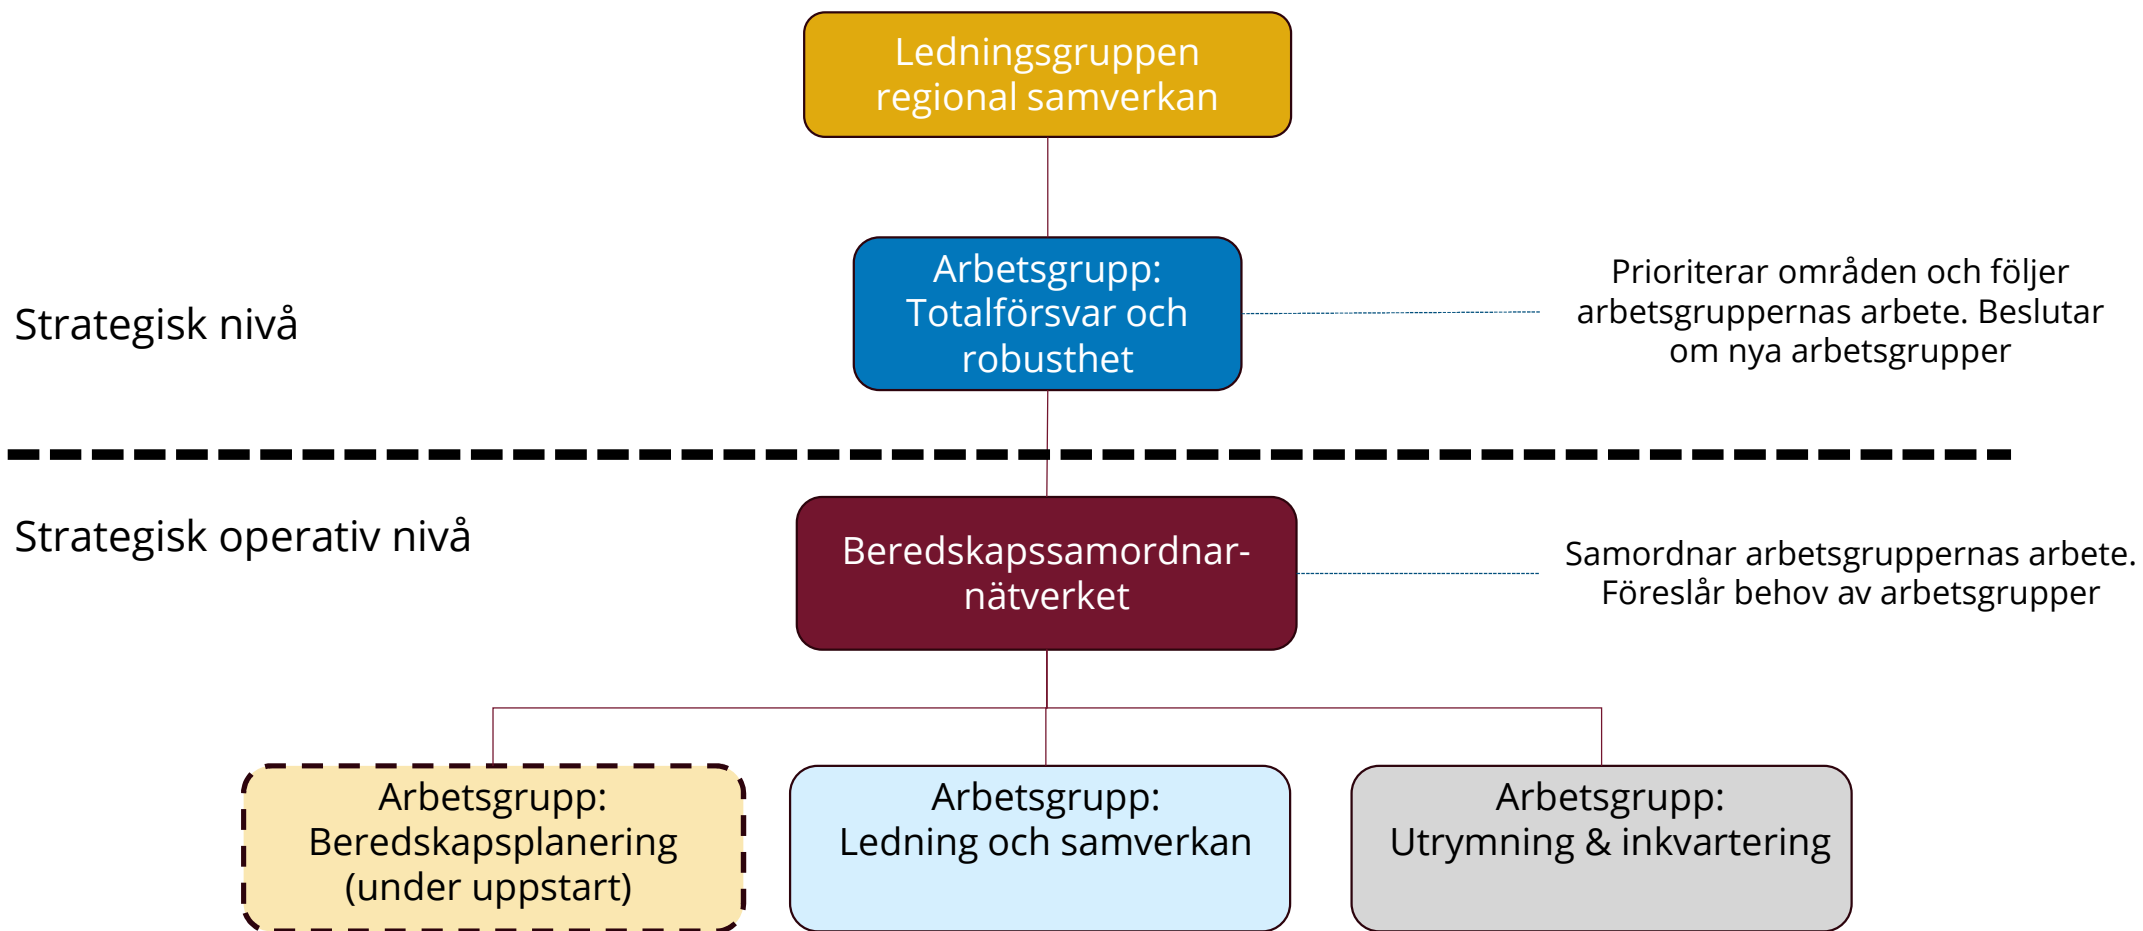 Ledningsgruppen
regional samverkan
Strategisk nivå
Arbetsgrupp:
Totalförsvar och
robusthet
Prioriterar områden och följer
arbetsgruppernas arbete. Beslutar
om nya arbetsgrupper
Strategisk operativ nivå
Beredskapssamordnar-
nätverket
Samordnar arbetsgruppernas arbete.
Föreslår behov av arbetsgrupper
Arbetsgrupp:
Beredskapsplanering
(under uppstart)
Arbetsgrupp:
Ledning och samverkan
Arbetsgrupp:
Utrymning & inkvartering